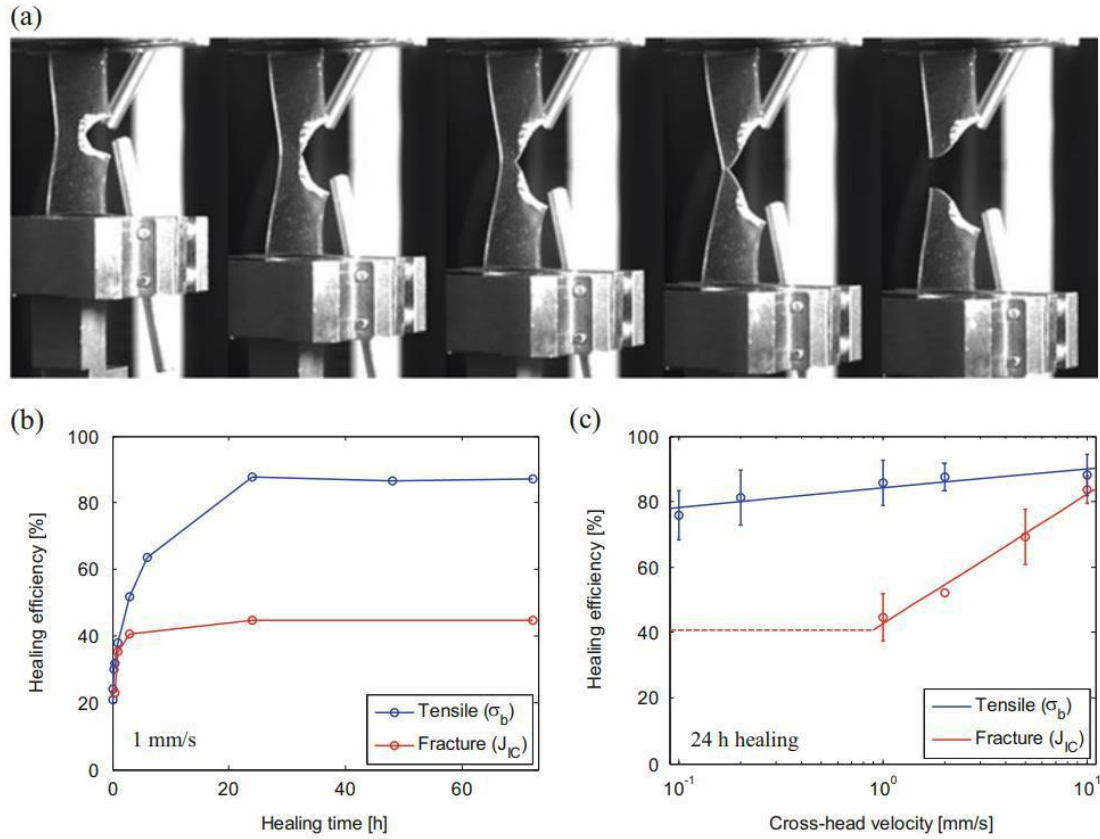 (a)
(b)
100
80
60
40
20
0
Healing efficiency [%]
0 20 40 60
Healing time [h]
1 mm/s
Tensile (σb)
Fracture (JIC)
(c)
100
80
60
40
20
0
Healing efficiency [%]
10⁻¹ 10⁰ 10¹
Cross-head velocity [mm/s]
24 h healing
Tensile (σb)
Fracture (JIC)